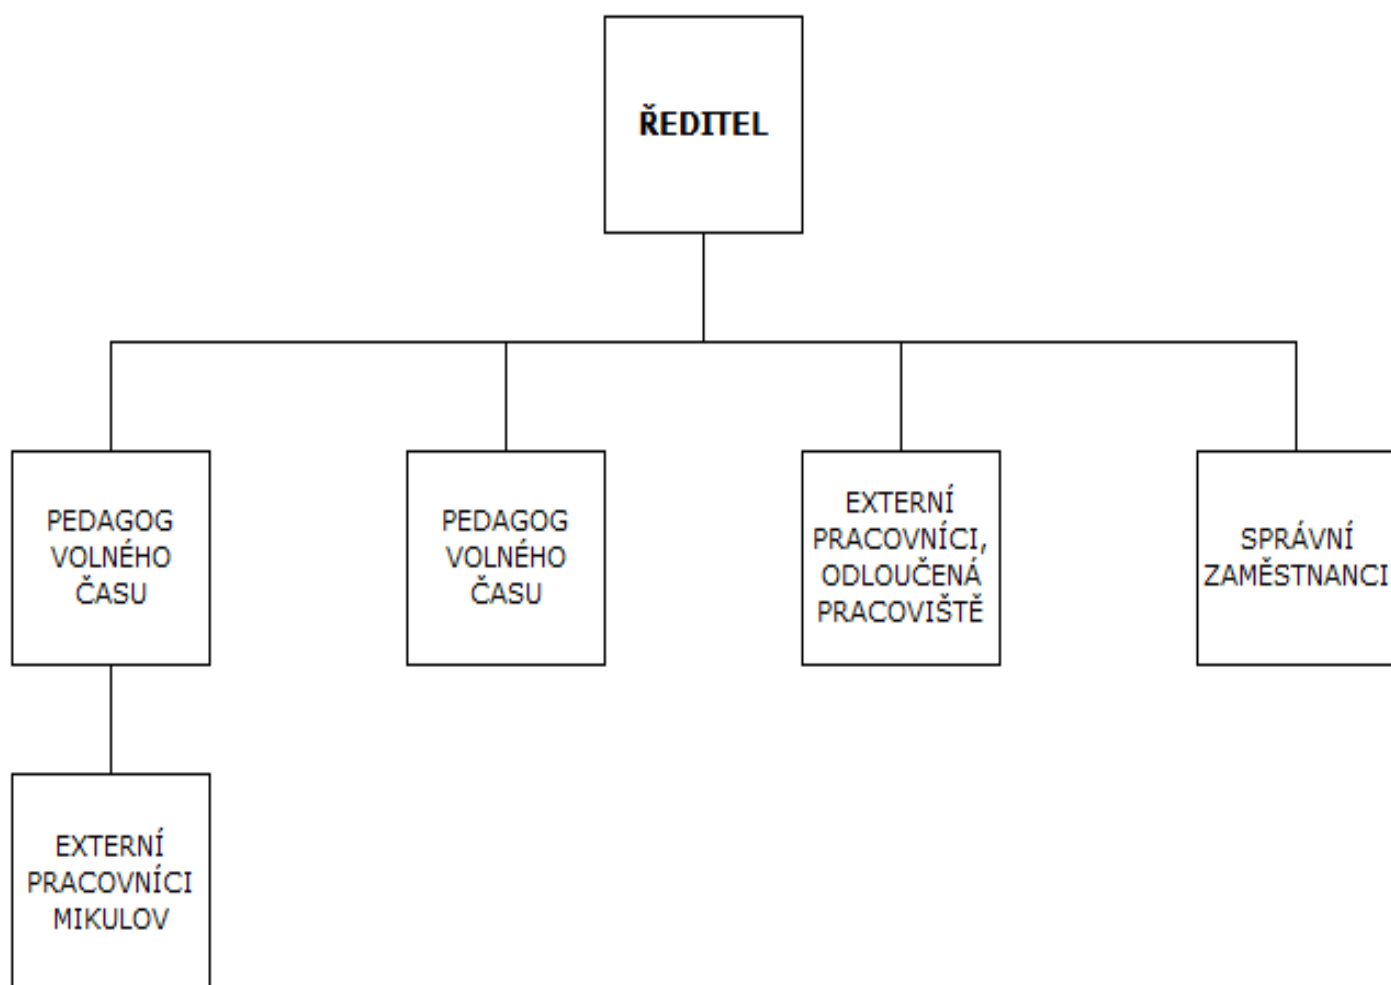 ŘEDITEL
PEDAGOG
VOLNÉHO
ČASU
PEDAGOG
VOLNÉHO
ČASU
EXTERNÍ
PRACOVNÍCI,
ODLOUČENÁ
PRACOVIŠTĚ
SPRÁVNÍ
ZAMĚSTNANCI
EXTERNÍ
PRACOVNÍCI
MIKULOV